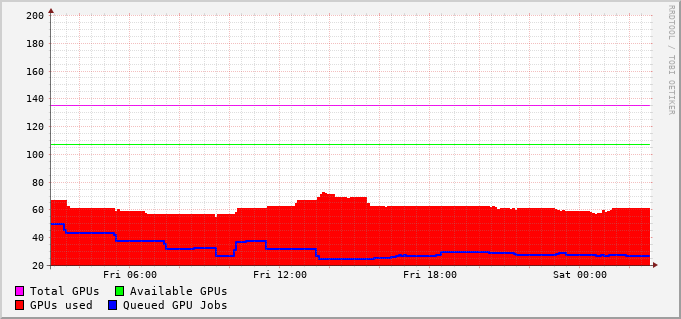 200
180
160
140
120
100
80
60
40
20
Fri 06:00 Fri 12:00 Fri 18:00 Sat 00:00
Total GPUs Available GPUs
GPUs used Queued GPU Jobs
RRDTOOL / TOBI OETIKER